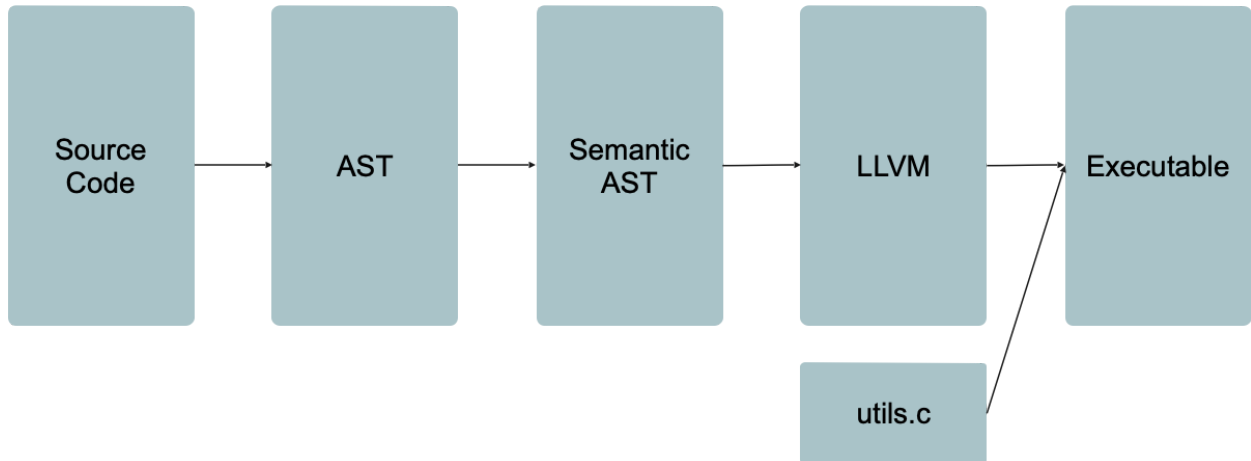 Source
Code
AST
Semantic
AST
LLVM
Executable
utils.c